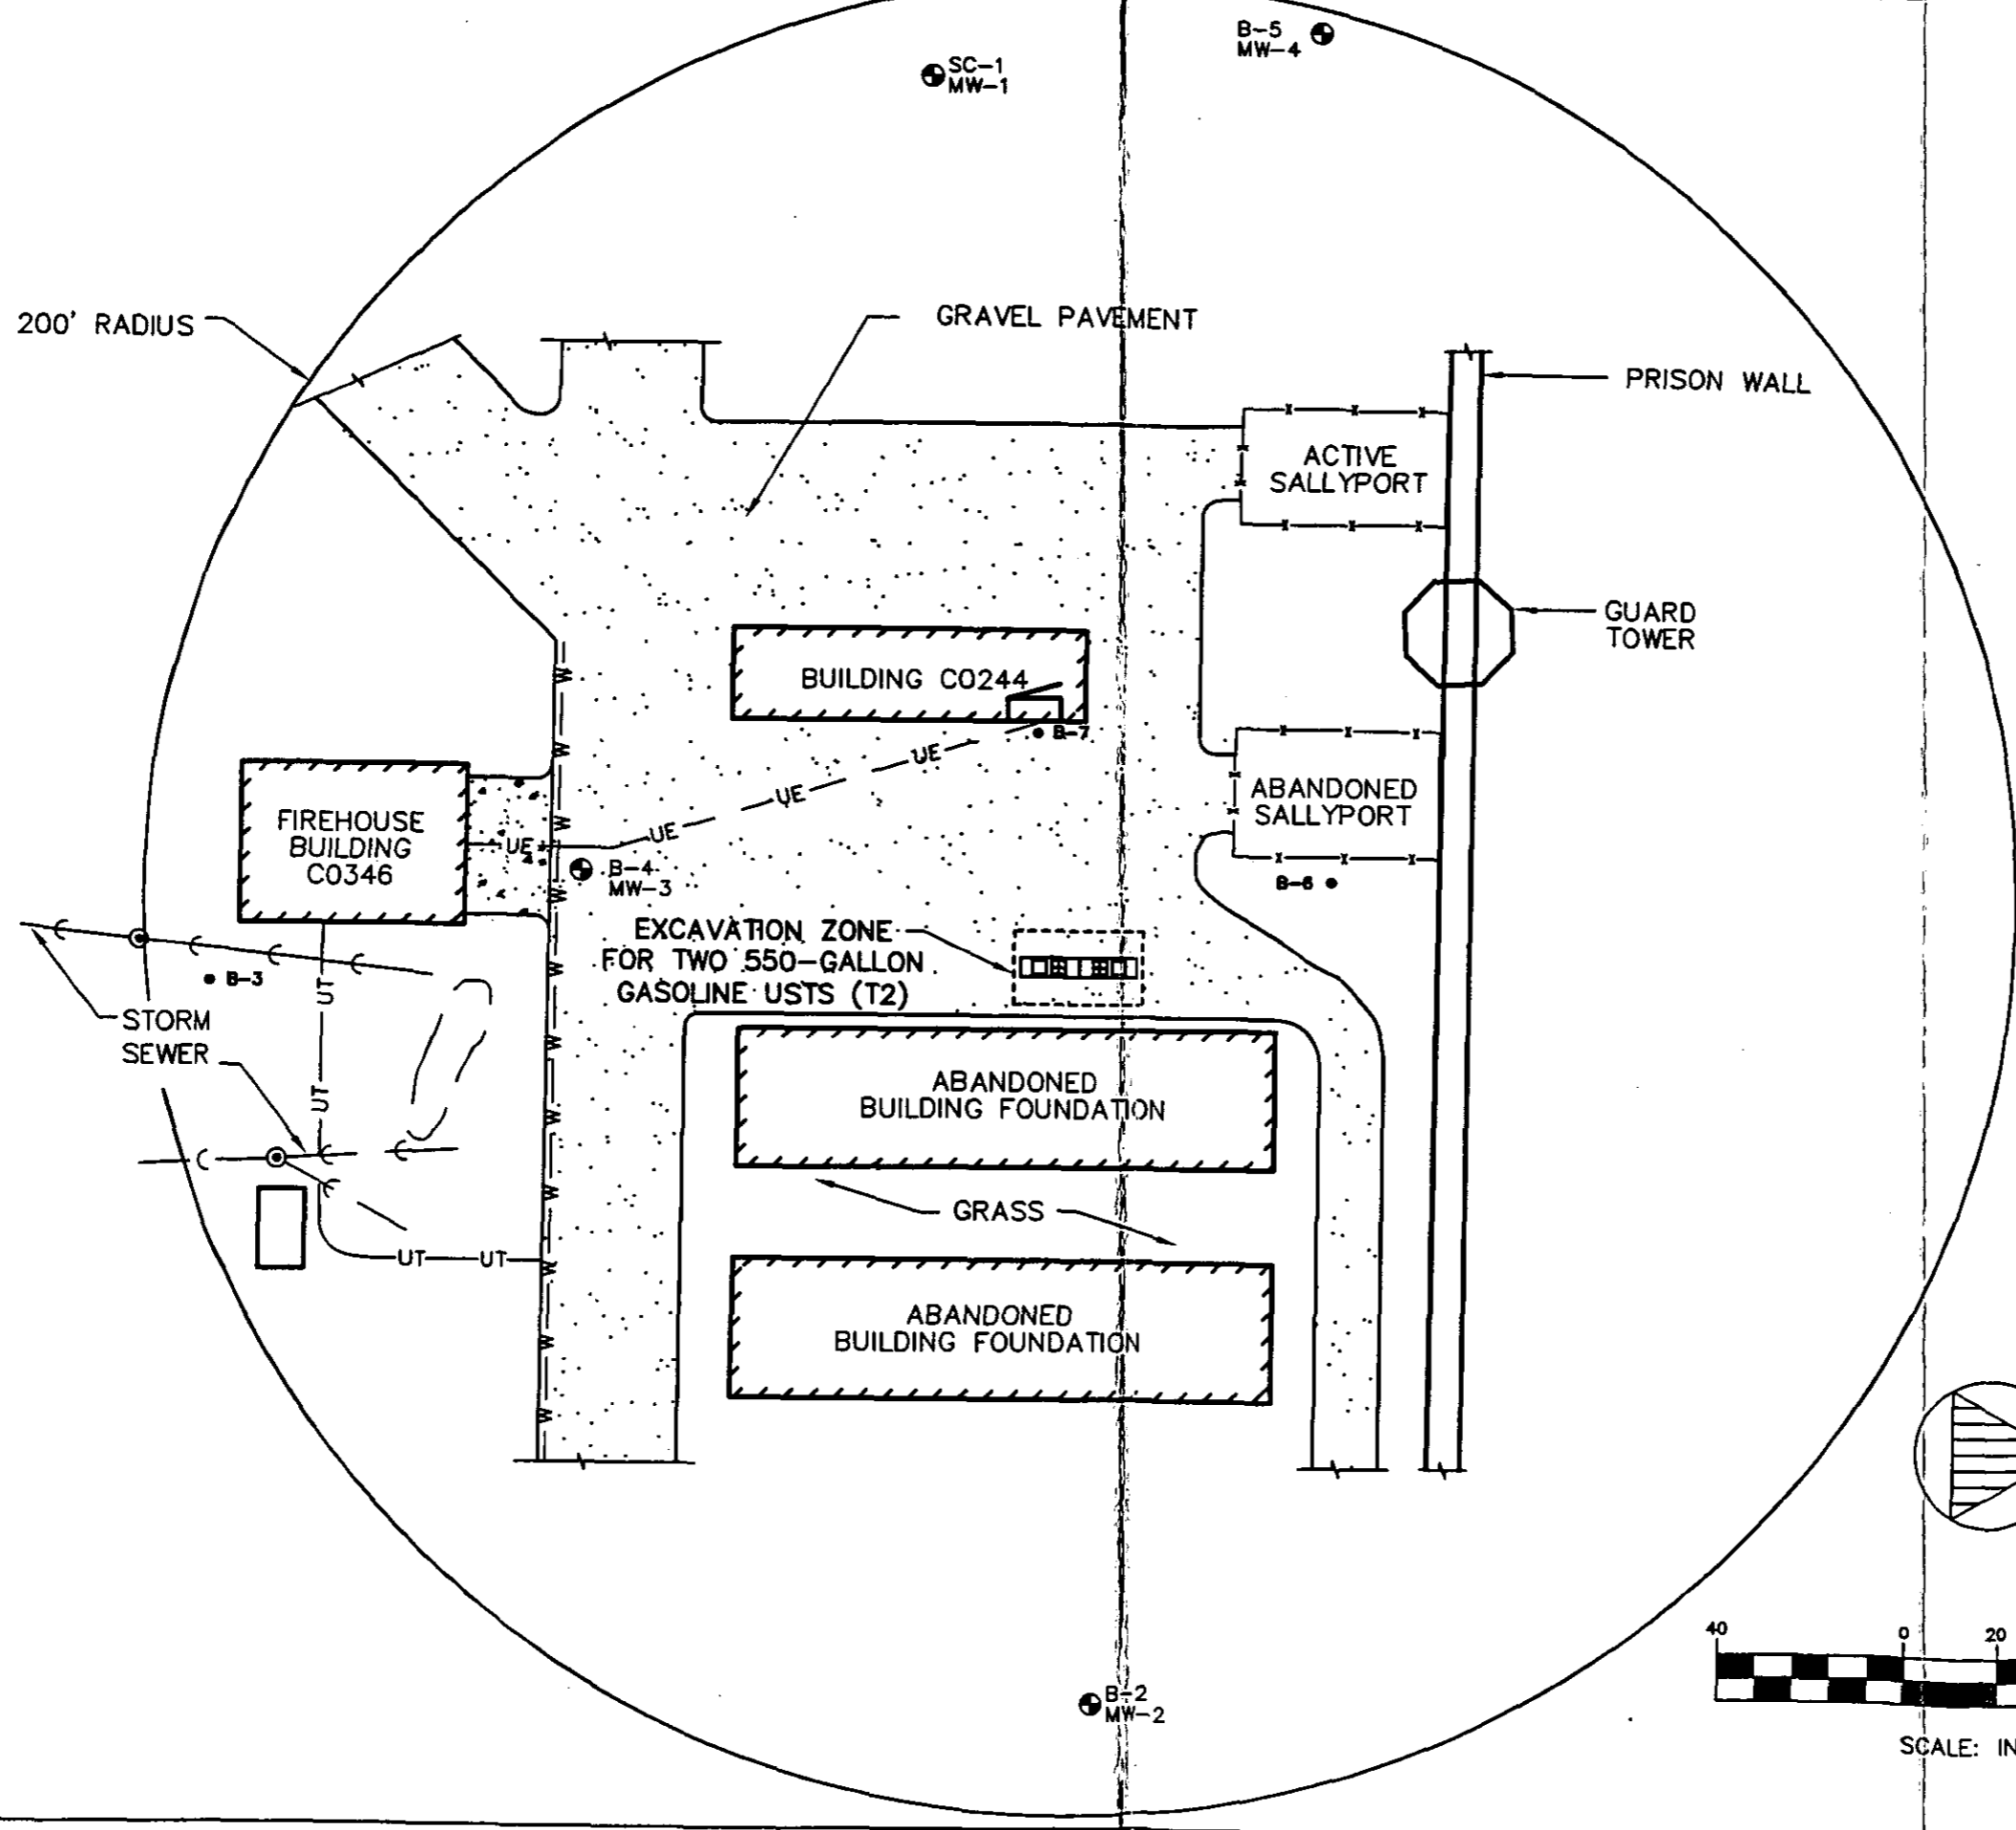 B-5
MW-4
SC-1
MW-1
200' RADIUS
GRAVEL PAVEMENT
PRISON WALL
ACTIVE
SALLYPORT
GUARD
TOWER
BUILDING C0244
B-7
UE
UE
UE
UE
ABANDONED
SALLYPORT
FIREHOUSE
BUILDING
C0346
B-4
MW-3
B-6
EXCAVATION ZONE
FOR TWO 550-GALLON
GASOLINE USTS (T2)
B-3
UT
STORM
SEWER
UT
ABANDONED
BUILDING FOUNDATION
GRASS
UT
UT
ABANDONED
BUILDING FOUNDATION
W
W
W
W
W
W
W
W
W
W
W
B-2
MW-2
40
0
20
SCALE: IN